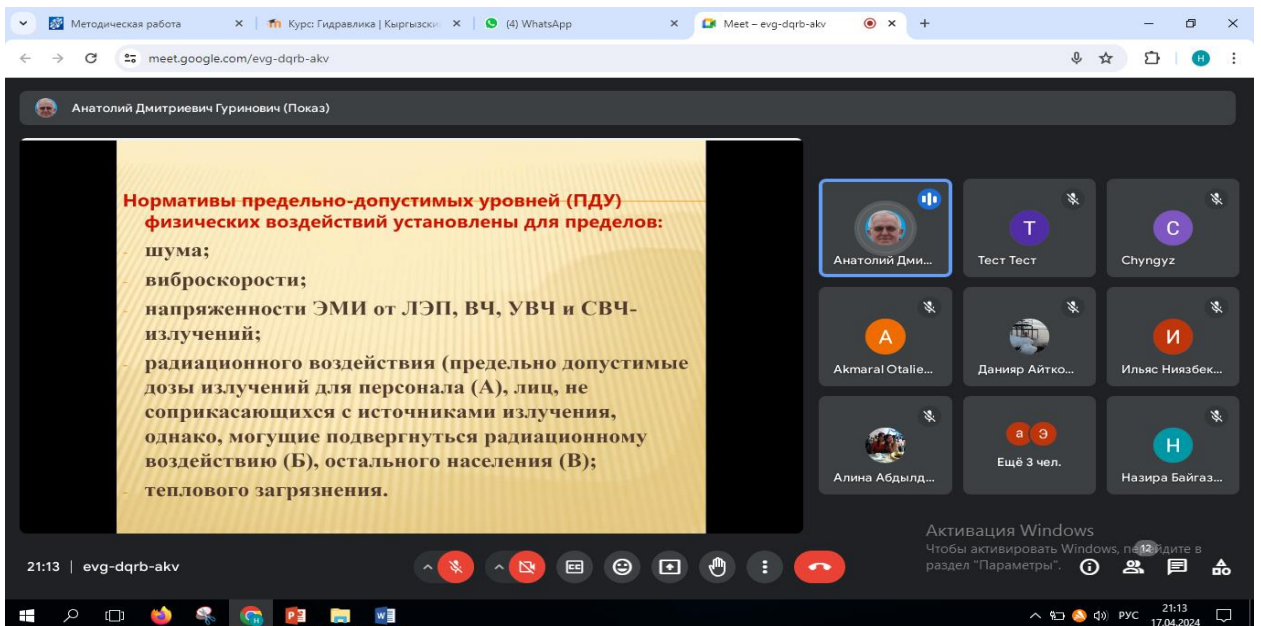 Методическая работа
Курс: Гидравлика | Кыргызски
(4) WhatsApp
Meet – evg-dqrb-akv
meet.google.com/evg-dqrb-akv
Н
Анатолий Дмитриевич Гуринович (Показ)
Нормативы предельно-допустимых уровней (ПДУ)
физических воздействий установлены для пределов:
- шума;
- виброскорости;
- напряженности ЭМИ от ЛЭП, ВЧ, УВЧ и СВЧ-
излучений;
- радиационного воздействия (предельно допустимые
дозы излучений для персонала (А), лиц, не
соприкасающихся с источниками излучения,
однако, могущие подвергнуться радиационному
воздействию (Б), остального населения (В);
- теплового загрязнения.
Анатолий Дми...
Т
Тест Тест
C
Chyngyz
A
Akmaral Otalie...
Данияр Айтко...
И
Ильяс Ниязбек...
Алина Абдылд...
а Э
Ещё 3 чел.
Н
Назира Байгаз...
Активация Windows
Чтобы активировать Windows, перейдите в
раздел "Параметры".
12
21:13 | evg-dqrb-akv
РУС
21:13
17.04.2024